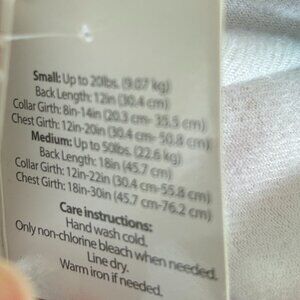 Small: Up to 20lbs. (9.07 kg)
Back Length: 12in (30.4 cm)
Collar Girth: 8in-14in (20.3 cm- 35.5 cm)
Chest Girth: 12in-20in (30.4 cm- 50.8 cm)
Medium: Up to 50lbs. (22.6 kg)
Back Length: 18in (45.7 cm)
Collar Girth: 12in-22in (30.4 cm-55.8 cm)
Chest Girth: 18in-30in (45.7 cm-76.2 cm)
Care instructions:
Hand wash cold.
Only non-chlorine bleach when needed.
Line dry.
Warm iron if needed.